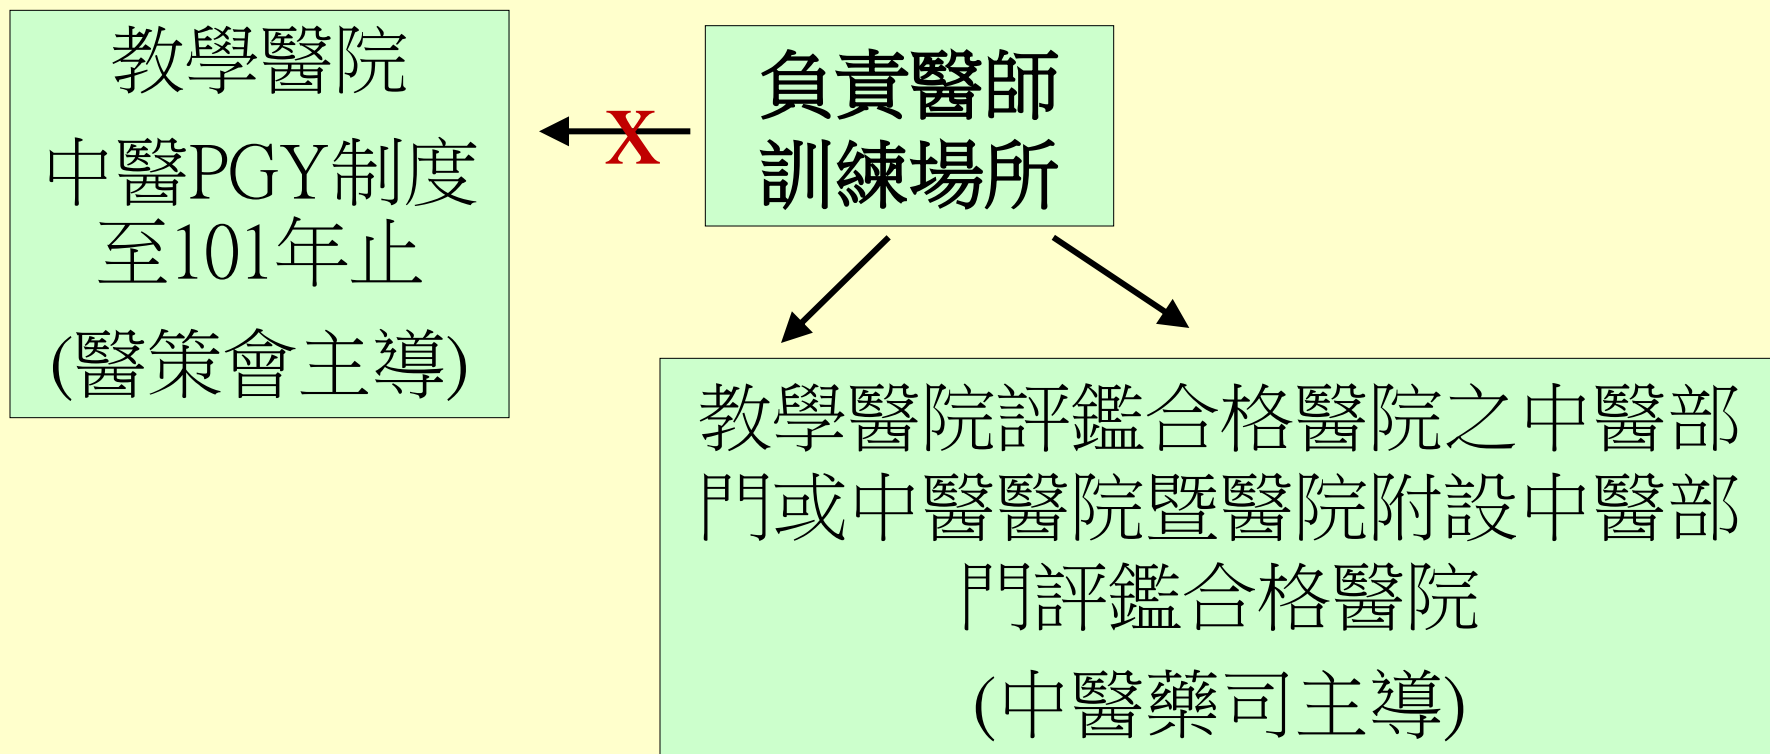 教學醫院
中醫PGY制度
至101年止
(醫策會主導)
X
負責醫師
訓練場所
教學醫院評鑑合格醫院之中醫部
門或中醫醫院暨醫院附設中醫部
門評鑑合格醫院
(中醫藥司主導)